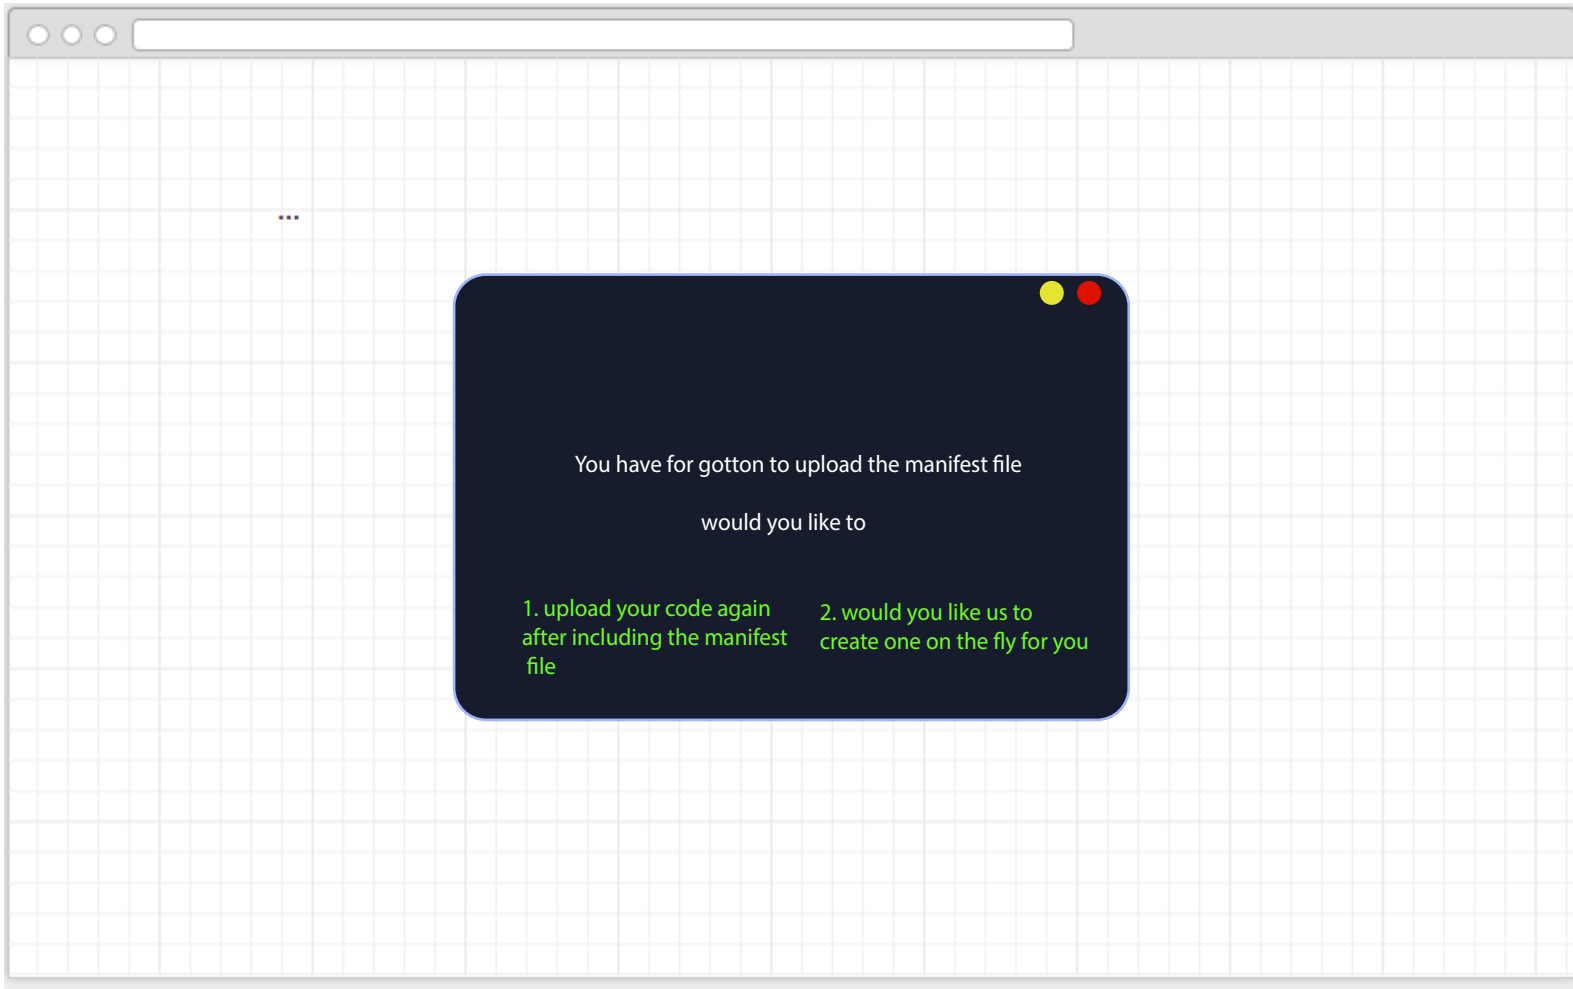 ...
You have for gotton to upload the manifest file
would you like to
1. upload your code again
after including the manifest
file
2. would you like us to
create one on the fly for you